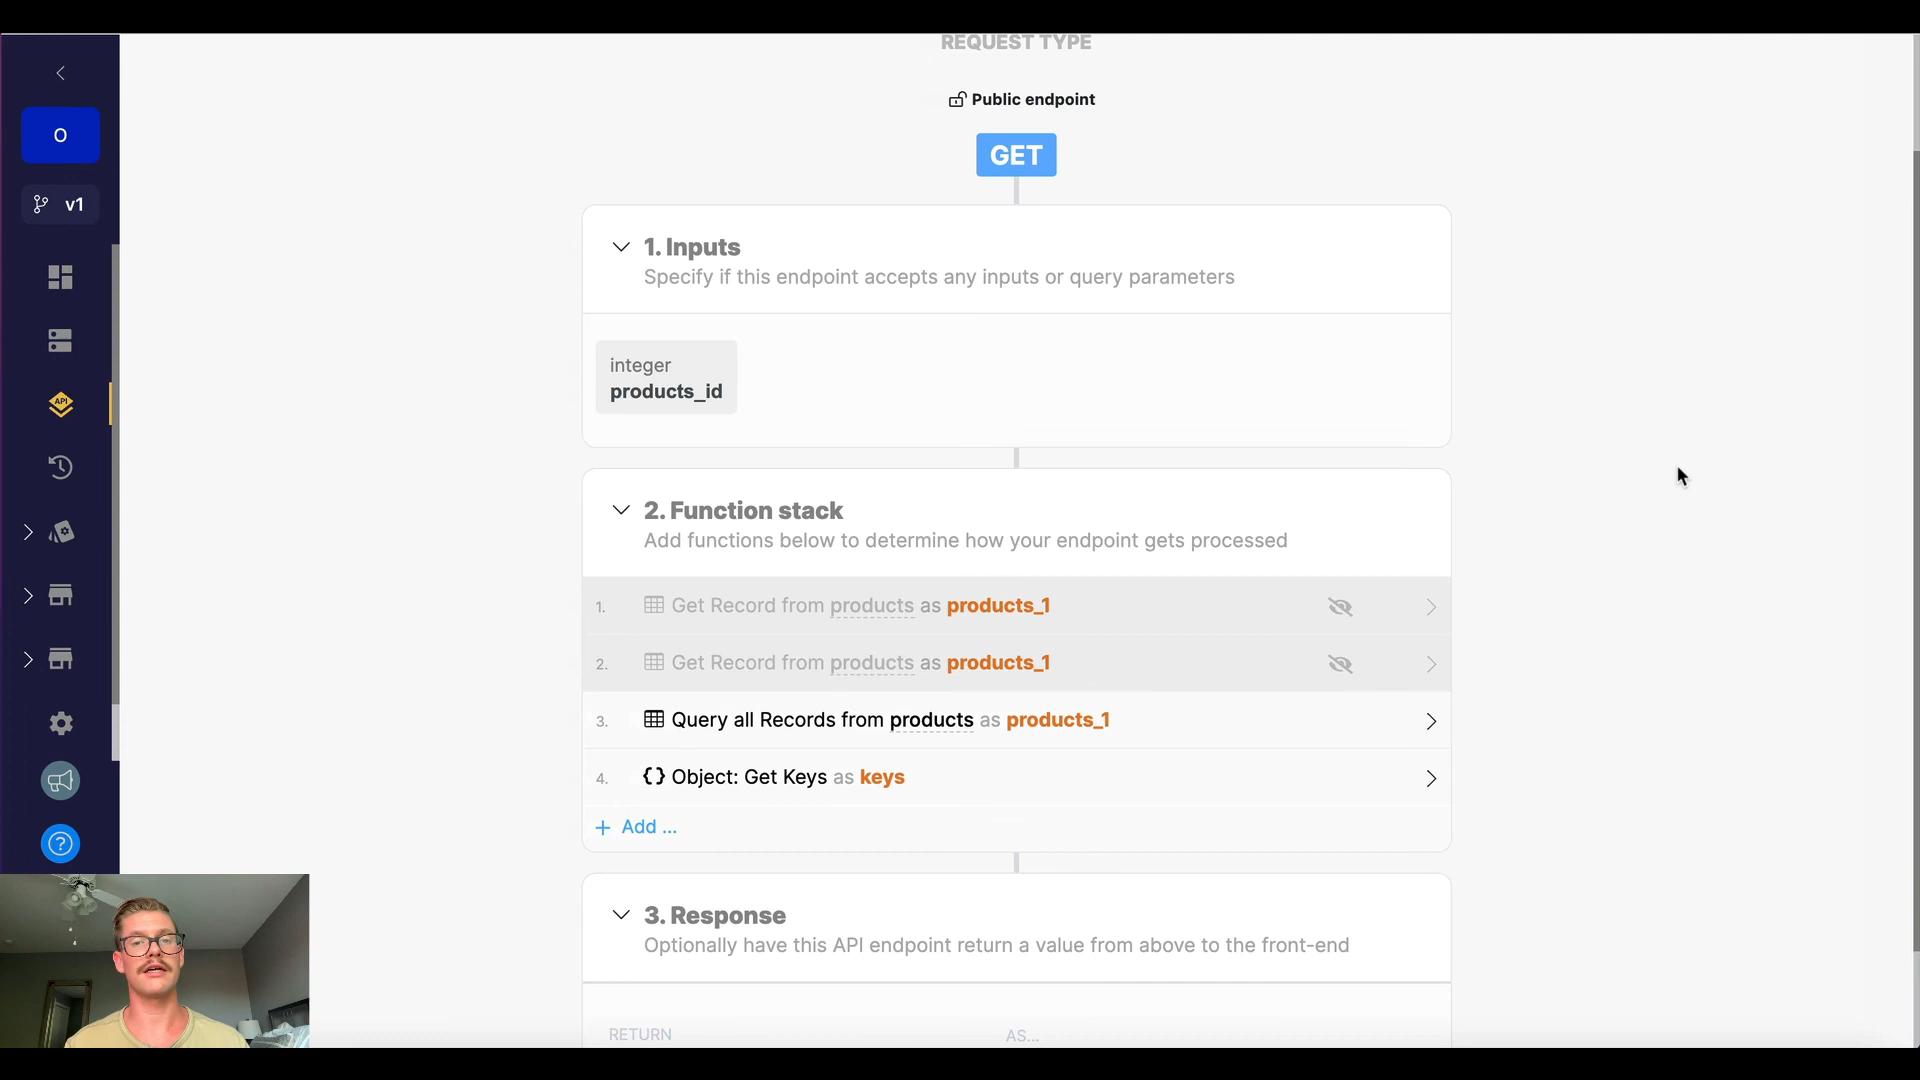 REQUEST TYPE
Public endpoint
GET
O
v1
1. Inputs
Specify if this endpoint accepts any inputs or query parameters
integer
products_id
API
2. Function stack
Add functions below to determine how your endpoint gets processed
1. Get Record from products as products_1
2. Get Record from products as products_1
3. Query all Records from products as products_1
4. {} Object: Get Keys as keys
+ Add ...
?
3. Response
Optionally have this API endpoint return a value from above to the front-end
RETURN AS...